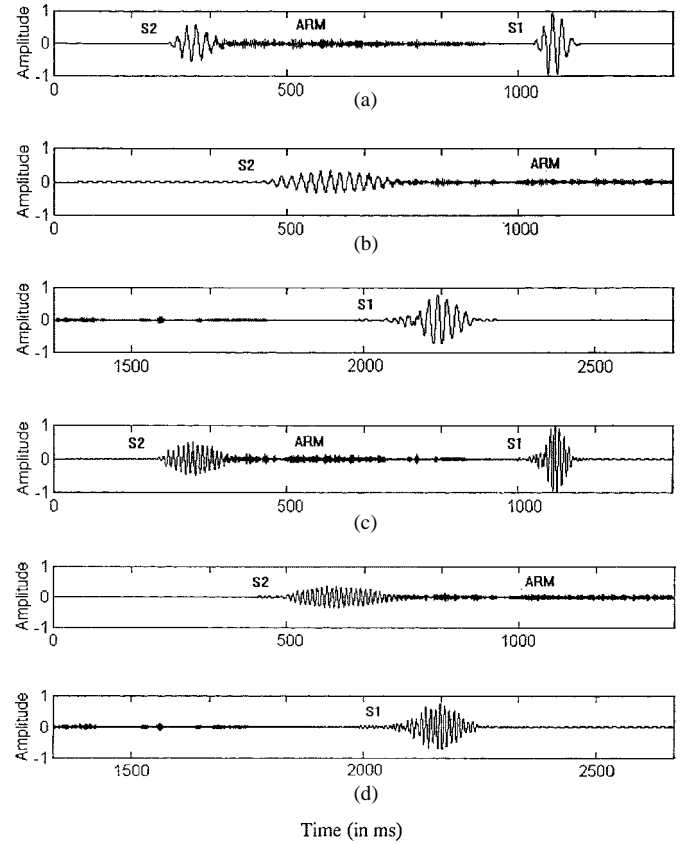 S2 ARM S1
Amplitude
1
0
-1
0 500 1000
(a)
S2 ARM
Amplitude
1
0
-1
0 500 1000
(b)
S1
Amplitude
1
0
-1
1500 2000 2500
S2 ARM S1
Amplitude
1
0
-1
0 500 1000
(c)
S2 ARM
Amplitude
1
0
-1
0 500 1000
S1
Amplitude
1
0
-1
1500 2000 2500
(d)
Time (in ms)